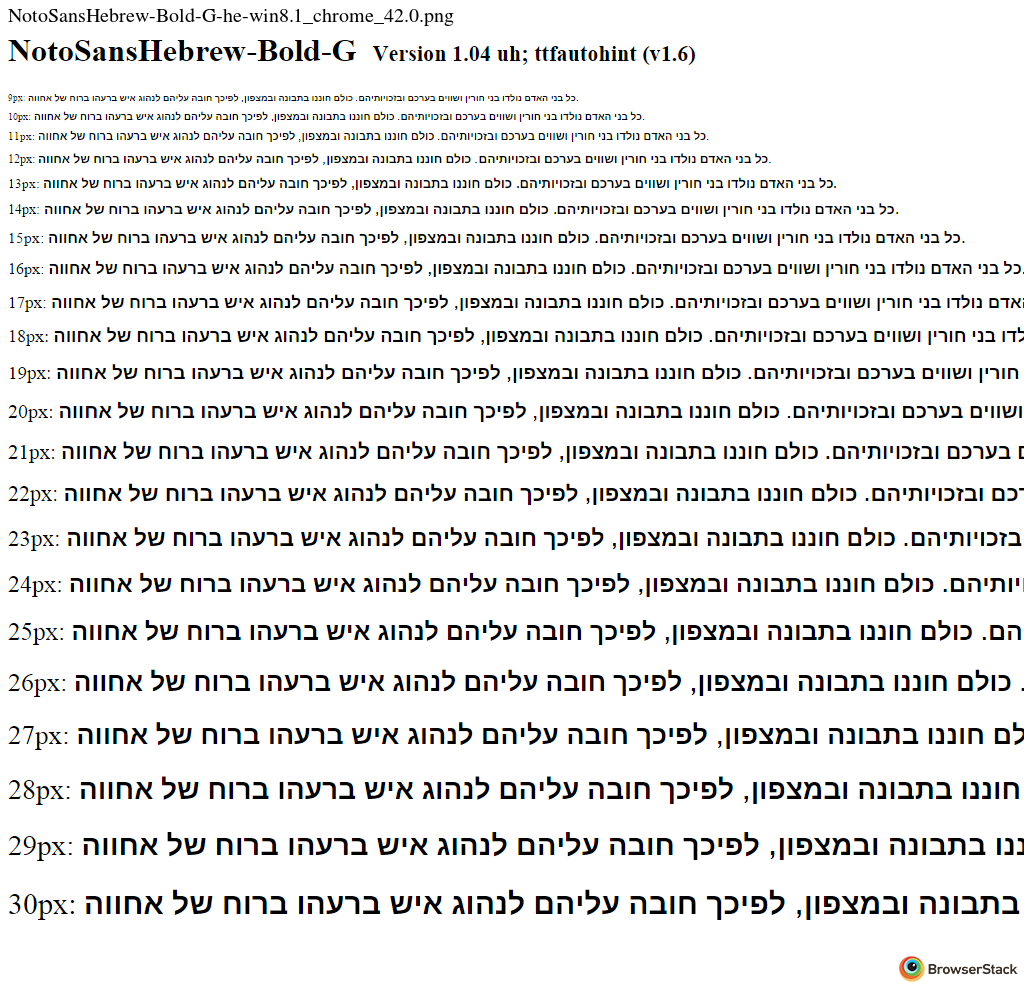 NotoSansHebrew-Bold-G-he-win8.1_chrome_42.0.png
NotoSansHebrew-Bold-G Version 1.04 uh; ttfautohint (v1.6)
9px: כל בני האדם נולדו בני חורין ושווים בערכם ובזכויותיהם. כולם חוננו בתבונה ובמצפון, לפיכך חובה עליהם לנהוג איש ברעהו ברוח של אחווה.
10px: כל בני האדם נולדו בני חורין ושווים בערכם ובזכויותיהם. כולם חוננו בתבונה ובמצפון, לפיכך חובה עליהם לנהוג איש ברעהו ברוח של אחווה.
11px: כל בני האדם נולדו בני חורין ושווים בערכם ובזכויותיהם. כולם חוננו בתבונה ובמצפון, לפיכך חובה עליהם לנהוג איש ברעהו ברוח של אחווה.
12px: כל בני האדם נולדו בני חורין ושווים בערכם ובזכויותיהם. כולם חוננו בתבונה ובמצפון, לפיכך חובה עליהם לנהוג איש ברעהו ברוח של אחווה.
13px: כל בני האדם נולדו בני חורין ושווים בערכם ובזכויותיהם. כולם חוננו בתבונה ובמצפון, לפיכך חובה עליהם לנהוג איש ברעהו ברוח של אחווה.
14px: כל בני האדם נולדו בני חורין ושווים בערכם ובזכויותיהם. כולם חוננו בתבונה ובמצפון, לפיכך חובה עליהם לנהוג איש ברעהו ברוח של אחווה.
15px: כל בני האדם נולדו בני חורין ושווים בערכם ובזכויותיהם. כולם חוננו בתבונה ובמצפון, לפיכך חובה עליהם לנהוג איש ברעהו ברוח של אחווה.
16px: כל בני האדם נולדו בני חורין ושווים בערכם ובזכויותיהם. כולם חוננו בתבונה ובמצפון, לפיכך חובה עליהם לנהוג איש ברעהו ברוח של אחווה.
17px: נולדו בני חורין ושווים בערכם ובזכויותיהם. כולם חוננו בתבונה ובמצפון, לפיכך חובה עליהם לנהוג איש ברעהו ברוח של אחווה
18px: בני חורין ושווים בערכם ובזכויותיהם. כולם חוננו בתבונה ובמצפון, לפיכך חובה עליהם לנהוג איש ברעהו ברוח של אחווה
19px: חורין ושווים בערכם ובזכויותיהם. כולם חוננו בתבונה ובמצפון, לפיכך חובה עליהם לנהוג איש ברעהו ברוח של אחווה
20px: ושווים בערכם ובזכויותיהם. כולם חוננו בתבונה ובמצפון, לפיכך חובה עליהם לנהוג איש ברעהו ברוח של אחווה
21px: בערכם ובזכויותיהם. כולם חוננו בתבונה ובמצפון, לפיכך חובה עליהם לנהוג איש ברעהו ברוח של אחווה
22px: ובזכויותיהם. כולם חוננו בתבונה ובמצפון, לפיכך חובה עליהם לנהוג איש ברעהו ברוח של אחווה
23px: כולם חוננו בתבונה ובמצפון, לפיכך חובה עליהם לנהוג איש ברעהו ברוח של אחווה
24px: כולם חוננו בתבונה ובמצפון, לפיכך חובה עליהם לנהוג איש ברעהו ברוח של אחווה
25px: כולם חוננו בתבונה ובמצפון, לפיכך חובה עליהם לנהוג איש ברעהו ברוח של אחווה
26px: כולם חוננו בתבונה ובמצפון, לפיכך חובה עליהם לנהוג איש ברעהו ברוח של אחווה
27px: חוננו בתבונה ובמצפון, לפיכך חובה עליהם לנהוג איש ברעהו ברוח של אחווה
28px: חוננו בתבונה ובמצפון, לפיכך חובה עליהם לנהוג איש ברעהו ברוח של אחווה
29px: בתבונה ובמצפון, לפיכך חובה עליהם לנהוג איש ברעהו ברוח של אחווה
30px: בתבונה ובמצפון, לפיכך חובה עליהם לנהוג איש ברעהו ברוח של אחווה
BrowserStack